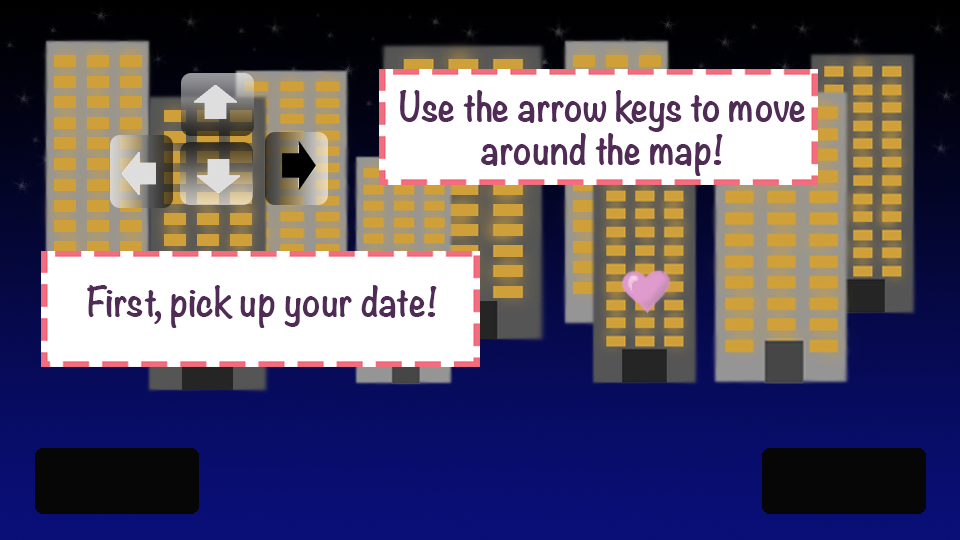 Use the arrow keys to move
around the map!
First, pick up your date!